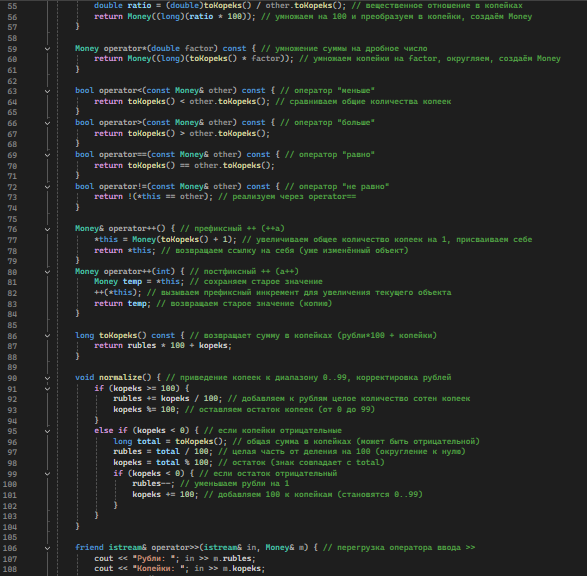 55 double ratio = (double)toKopeks() / other.toKopeks(); // вещественное отношение в копейках
56 return Money((long)(ratio * 100)); // умножаем на 100 и преобразуем в копейки, создаём Money
57 }
58
59 Money operator*(double factor) const { // умножение суммы на дробное число
60 return Money((long)(toKopeks() * factor)); // умножаем копейки на factor, округляем, создаём Money
61 }
62
63 bool operator<(const Money& other) const { // оператор "меньше"
64 return toKopeks() < other.toKopeks(); // сравниваем общие количества копеек
65 }
66 bool operator>(const Money& other) const { // оператор "больше"
67 return toKopeks() > other.toKopeks();
68 }
69 bool operator==(const Money& other) const { // оператор "равно"
70 return toKopeks() == other.toKopeks();
71 }
72 bool operator!=(const Money& other) const { // оператор "не равно"
73 return !(*this == other); // реализуем через operator==
74 }
75
76 Money& operator++() { // префиксный ++ (++a)
77 *this = Money(toKopeks() + 1); // увеличиваем общее количество копеек на 1, присваиваем себе
78 return *this; // возвращаем ссылку на себя (уже изменённый объект)
79 }
80 Money operator++(int) { // постфиксный ++ (a++)
81 Money temp = *this; // сохраняем старое значение
82 ++(*this); // вызываем префиксный инкремент для увеличения текущего объекта
83 return temp; // возвращаем старое значение (копию)
84 }
85
86 long toKopeks() const { // возвращает сумму в копейках (рубли*100 + копейки)
87 return rubles * 100 + kopeks;
88 }
89
90 void normalize() { // приведение копеек к диапазону 0..99, корректировка рублей
91 if (kopeks >= 100) {
92 rubles += kopeks / 100; // добавляем к рублям целое количество сотен копеек
93 kopeks %= 100; // оставляем остаток копеек (от 0 до 99)
94 }
95 else if (kopeks < 0) { // если копейки отрицательные
96 long total = toKopeks(); // общая сумма в копейках (может быть отрицательной)
97 rubles = total / 100; // целая часть от деления на 100 (округление к нулю)
98 kopeks = total % 100; // остаток (знак совпадает с total)
99 if (kopeks < 0) { // если остаток отрицательный
100 rubles--; // уменьшаем рубли на 1
101 kopeks += 100; // добавляем 100 к копейкам (становятся 0..99)
102 }
103 }
104 }
105
106 friend istream& operator>>(istream& in, Money& m) { // перегрузка оператора ввода >>
107 cout << "Рубли: "; in >> m.rubles;
108 cout << "Копейки: "; in >> m.kopeks;